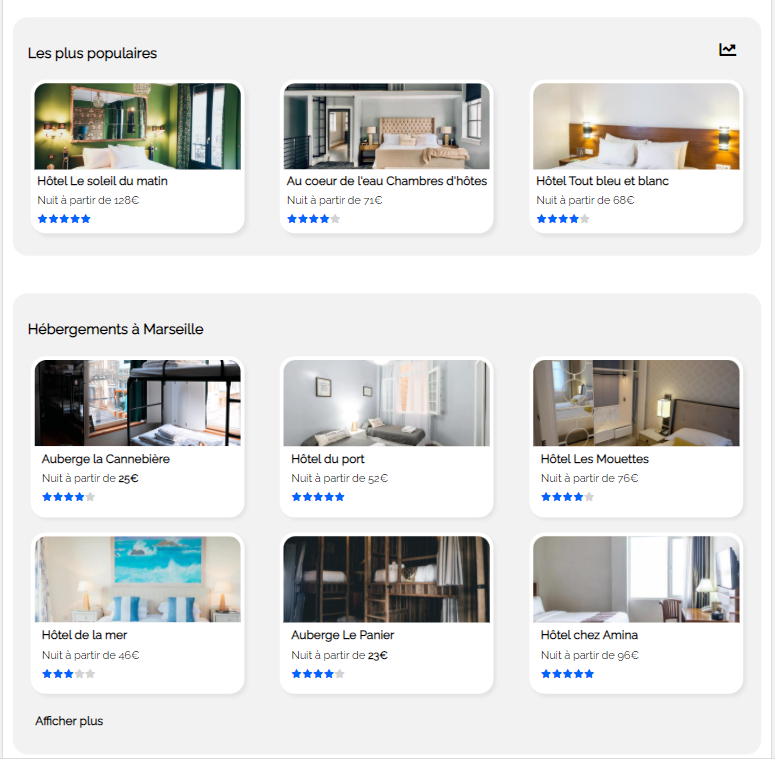 Les plus populaires
Hôtel Le soleil du matin
Nuit à partir de 128€
Au coeur de l'eau Chambres d'hôtes
Nuit à partir de 71€
Hôtel Tout bleu et blanc
Nuit à partir de 68€
Hébergements à Marseille
Auberge la Cannebière
Nuit à partir de 25€
Hôtel du port
Nuit à partir de 52€
Hôtel Les Mouettes
Nuit à partir de 76€
Hôtel de la mer
Nuit à partir de 46€
Auberge Le Panier
Nuit à partir de 23€
Hôtel chez Amina
Nuit à partir de 96€
Afficher plus